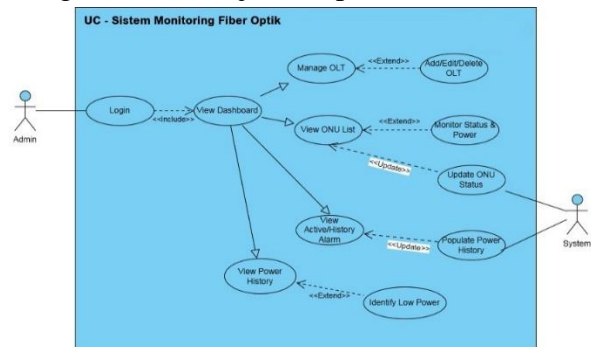 UC - Sistem Monitoring Fiber Optik
Manage OLT
<<Extend>>
Add/Edit/Delete
OLT
Admin
Login
<<Include>>
View Dashboard
View ONU List
<<Extend>>
Monitor Status &
Power
<<Update>>
Update ONU
Status
View
Active/History
Alarm
<<Update>>
Populate Power
History
System
View Power
History
<<Extend>>
Identify Low Power